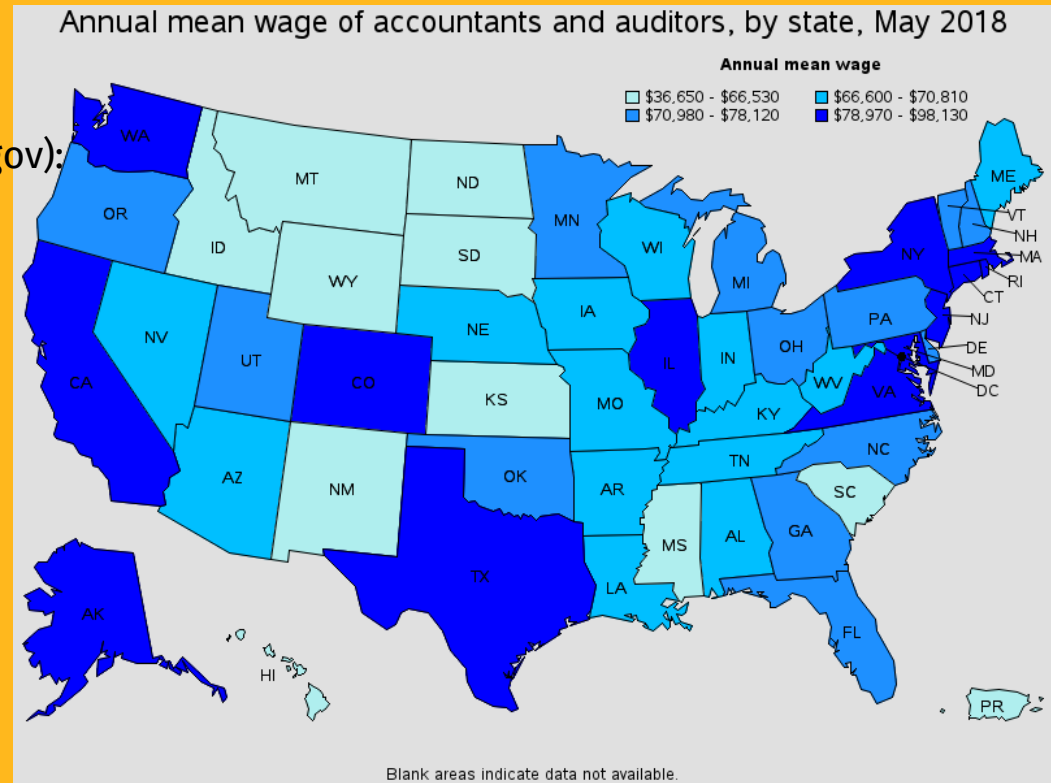 Annual mean wage of accountants and auditors, by state, May 2018
Annual mean wage
$36,650 - $66,530 $66,600 - $70,810
$70,980 - $78,120 $78,970 - $98,130
gov):
WA
MT
ND
ME
OR
MN
VT
ID
SD
WI
NH
NY
MA
WY
MI
RI
CT
IA
PA
NJ
NE
NV
OH
DE
UT
IL
IN
MD
CO
WV
DC
CA
VA
KS
MO
KY
NC
TN
OK
AZ
NM
AR
SC
MS
AL
GA
TX
LA
AK
FL
HI
PR
Blank areas indicate data not available.